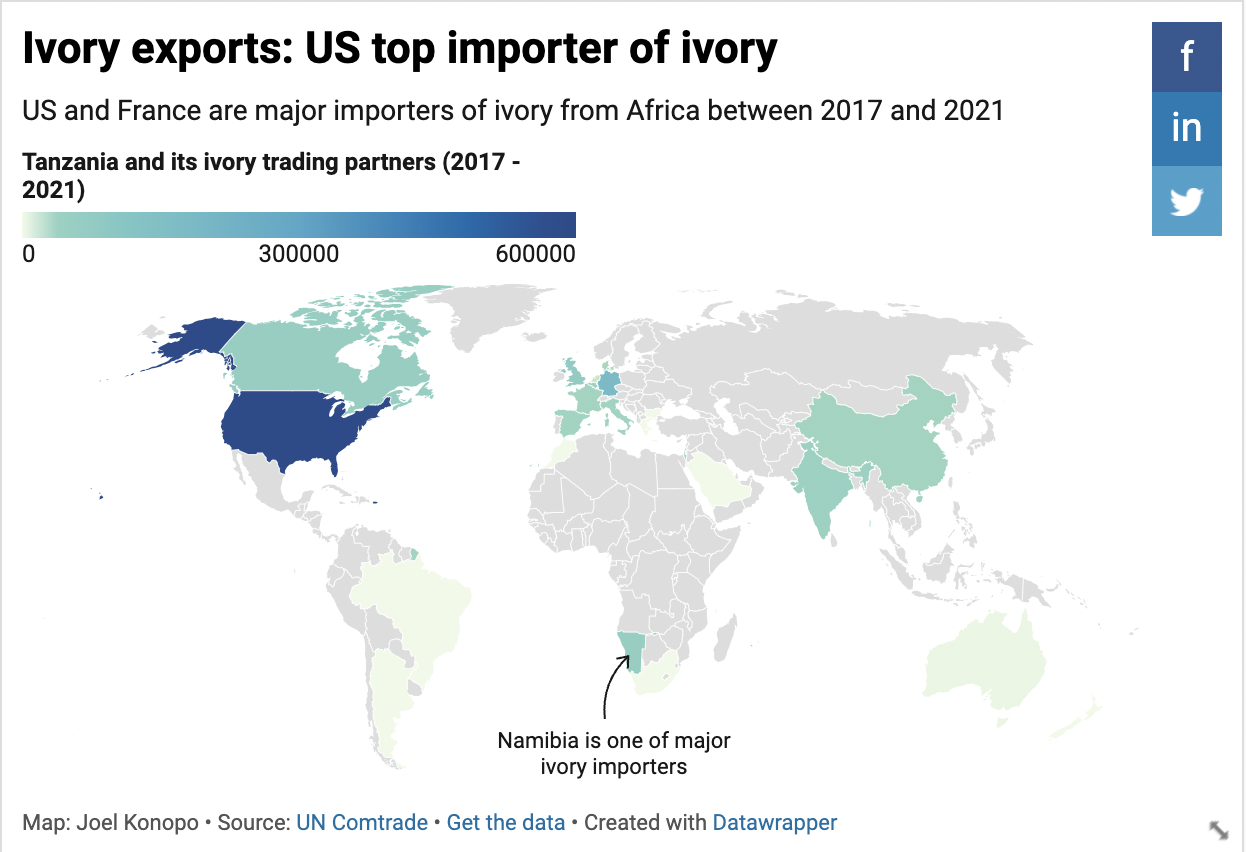 Ivory exports: US top importer of ivory
f
US and France are major importers of ivory from Africa between 2017 and 2021
in
Tanzania and its ivory trading partners (2017 -
2021)
0 300000 600000
Namibia is one of major
ivory importers
Map: Joel Konopo • Source: UN Comtrade • Get the data • Created with Datawrapper